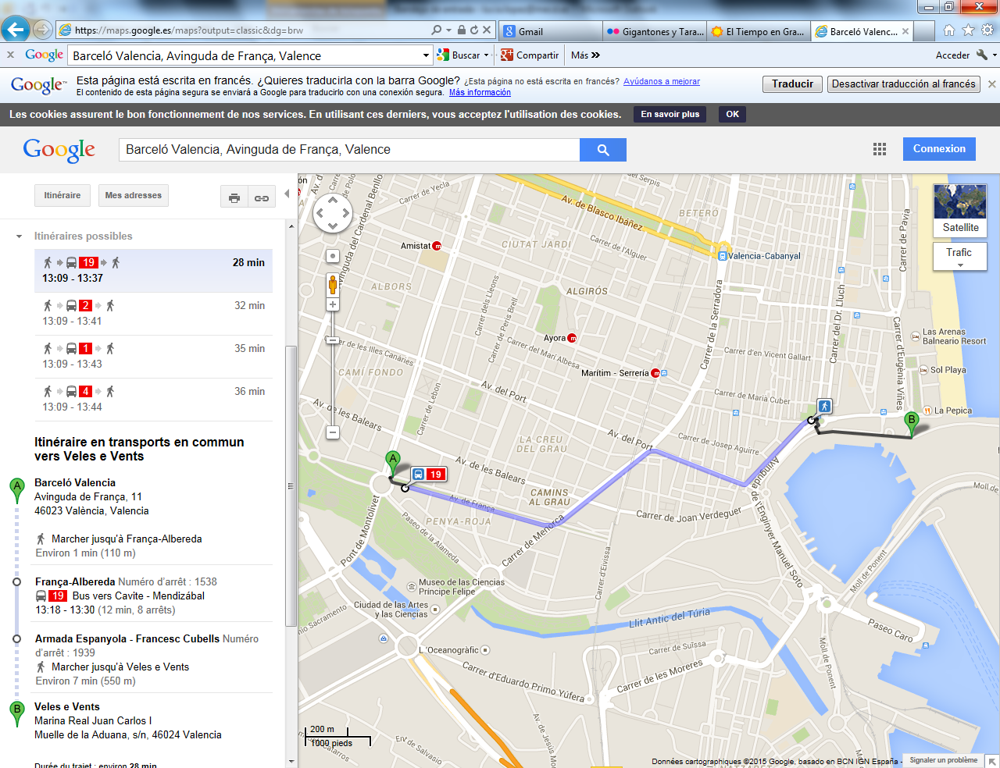 https://maps.google.es/maps?output=classic&dg=brw
Gmail
Gigantones y Tara...
El Tiempo en Gra...
Barceló Valenc...
x Google
Barceló Valencia, Avinguda de França, Valence
Buscar
Compartir
Más »
Acceder
Google
Esta página está escrita en francés. ¿Quieres traducirla con la barra Google? ¿Esta página no está escrita en francés? Ayúdanos a mejorar
El contenido de esta página segura se enviará a Google para traducirlo con una conexión segura. Más información
Traducir
Desactivar traducción al francés
Les cookies assurent le bon fonctionnement de nos services. En utilisant ces derniers, vous acceptez l'utilisation des cookies.
En savoir plus
OK
Google
Barceló Valencia, Avinguda de França, Valence
Connexion
Itinéraire
Mes adresses
Itinéraires possibles
19
28 min
13:09 - 13:37
2
32 min
13:09 - 13:41
1
35 min
13:09 - 13:43
4
36 min
13:09 - 13:44
Itinéraire en transports en commun
vers Veles e Vents
A
Barceló Valencia
Avinguda de França, 11
46023 València, Valencia
Marcher jusqu'à França-Albereda
Environ 1 min (110 m)
França-Albereda Numéro d'arrêt : 1538
19 Bus vers Cavite - Mendizábal
13:18 - 13:30 (12 min, 8 arrêts)
Armada Espanyola - Francesc Cubells Numéro
d'arrêt : 1939
Marcher jusqu'à Veles e Vents
Environ 7 min (550 m)
B
Veles e Vents
Marina Real Juan Carlos I
Muelle de la Aduana, s/n, 46024 Valencia
Durée du trajet : environ 28 min
Avinguda del Cardenal Benlloc
Carrer de Yecla
Av. de Blasco Ibáñez
del Serpis
BETERÓ
Carrer de Pavia
Satellite
Trafic
Amistat
CIUTAT JARDÍ
Carrer de l'Alguer
Valencia-Cabanyal
ALBORS
Carrer dels Lleons
Carrer de Peris Brell
ALGIRÓS
Carrer de la Serradora
Carrer del Dr. Lluch
Ayora
Carrer del Marí Albesa
Carrer de les Illes Canàries
Carrer d'en Vicent Gallart
Las Arenas
Balneario Resort
Carrer d'Eugènia Viñes
Sol Playa
CAMÍ FONDO
Marítim - Serrería
Carrer de Lebon
Av. del Port
Carrer de Maria Cuber
La Pepica
Av. de les Balears
LA CREU
DEL GRAU
Av. del Port
Carrer de Josep Aguirre
A
B
19
Av. de les Balears
Av. de França
CAMINS
AL GRAU
PENYA-ROJA
Carrer de Joan Verdeguer
Avinguda de l'Enginyer Manuel Soto
Moll de Ponent
Pont de Montolivet
Paseo de la Alameda
Carrer de Menorca
Carrer d'Eivissa
Moll de Ponent
Museo de las Ciencias
Príncipe Felipe
Ciudad de las Artes
y las Ciencias
Llit Antic del Túria
Paseo Caro
L'Oceanogràfic
Carrer de Suïssa
Carrer de les Moreres
Carrer d'Eduardo Primo Yúfera
Moll de Ponent
Av. de Jesús Morante
200 m
1000 pieds
Données cartographiques ©2015 Google, basado en BCN IGN España -
Signaler un problème